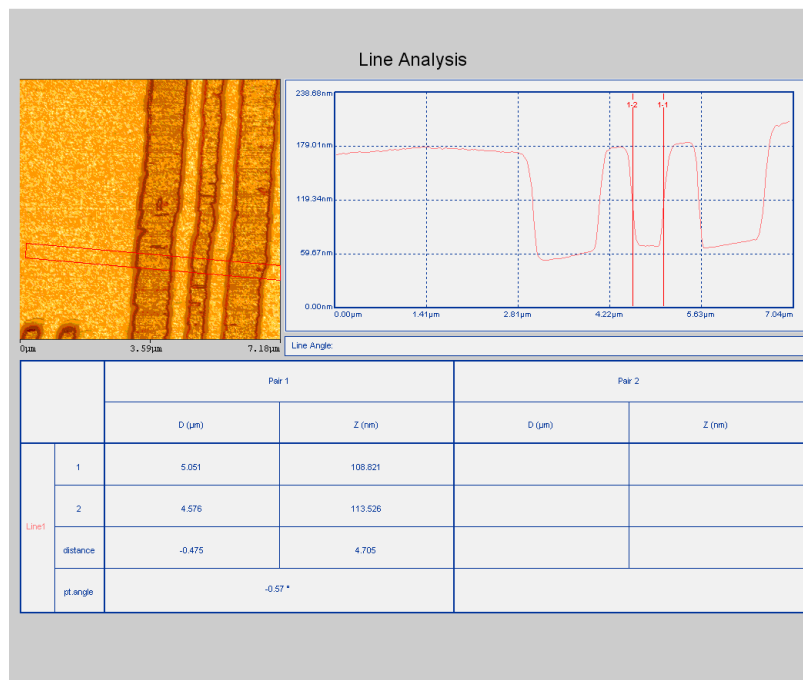 Line Analysis
238.68nm
179.01nm
119.34nm
59.67nm
0.00nm
1-2 1-1
0.00µm 1.41µm 2.81µm 4.22µm 5.63µm 7.04µm
0µm 3.59µm 7.18µm
Line Angle:
Pair 1 Pair 2
D (µm) Z (nm) D (µm) Z (nm)
Line1
1 5.051 108.821
2 4.576 113.526
distance -0.475 4.705
pt.angle -0.57 °